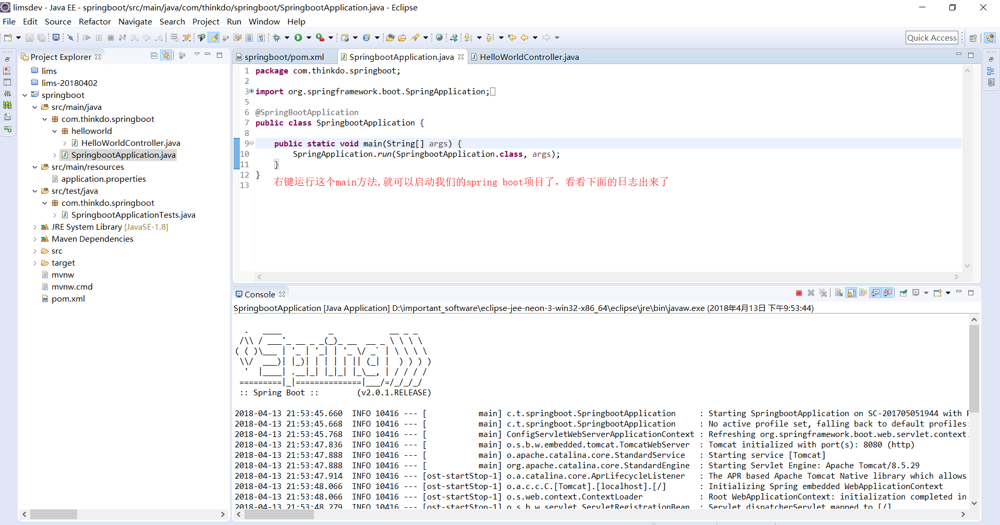 limsdev - Java EE - springboot/src/main/java/com/thinkdo/springboot/SpringbootApplication.java - Eclipse
File Edit Source Refactor Navigate Search Project Run Window Help
Quick Access
Project Explorer
lims
lims-20180402
springboot
src/main/java
com.thinkdo.springboot
helloworld
HelloWorldController.java
SpringbootApplication.java
src/main/resources
application.properties
src/test/java
com.thinkdo.springboot
SpringbootApplicationTests.java
JRE System Library [JavaSE-1.8]
Maven Dependencies
src
target
mvnw
mvnw.cmd
pom.xml
springboot/pom.xml SpringbootApplication.java HelloWorldController.java
1 package com.thinkdo.springboot;
2
3 import org.springframework.boot.SpringApplication;
5
6 @SpringBootApplication
7 public class SpringbootApplication {
8
9 public static void main(String[] args) {
10 SpringApplication.run(SpringbootApplication.class, args);
11 }
12 }
13
右键运行这个main方法,就可以启动我们的spring boot项目了，看看下面的日志出来了
Console
SpringbootApplication [Java Application] D:\important_software\eclipse-jee-neon-3-win32-x86_64\eclipse\jre\bin\javaw.exe (2018年4月13日 下午9:53:44)
  .   ____          _            __ _ _
 /\\ / ___'_ __ _ _(_)_ __  __ _ \ \ \ \
( ( )\___ | '_ | '_| | '_ \/ _` | \ \ \ \
 \\/  ___)| |_)| | | | | || (_| |  ) ) ) )
  '  |____| .__|_| |_|_| |_\__, | / / / /
 =========|_|==============|___/=/_/_/_/
 :: Spring Boot ::        (v2.0.1.RELEASE)
2018-04-13 21:53:45.660  INFO 10416 --- [           main] c.t.springboot.SpringbootApplication     : Starting SpringbootApplication on SC-201705051944 with P
2018-04-13 21:53:45.668  INFO 10416 --- [           main] c.t.springboot.SpringbootApplication     : No active profile set, falling back to default profiles:
2018-04-13 21:53:45.768  INFO 10416 --- [           main] ConfigServletWebServerApplicationContext : Refreshing org.springframework.boot.web.servlet.context.
2018-04-13 21:53:47.836  INFO 10416 --- [           main] o.s.b.w.embedded.tomcat.TomcatWebServer  : Tomcat initialized with port(s): 8080 (http)
2018-04-13 21:53:47.888  INFO 10416 --- [           main] o.apache.catalina.core.StandardService   : Starting service [Tomcat]
2018-04-13 21:53:47.888  INFO 10416 --- [           main] org.apache.catalina.core.StandardEngine  : Starting Servlet Engine: Apache Tomcat/8.5.29
2018-04-13 21:53:47.914  INFO 10416 --- [ost-startStop-1] o.a.catalina.core.AprLifecycleListener   : The APR based Apache Tomcat Native library which allows
2018-04-13 21:53:48.066  INFO 10416 --- [ost-startStop-1] o.a.c.c.C.[Tomcat].[localhost].[/]       : Initializing Spring embedded WebApplicationContext
2018-04-13 21:53:48.066  INFO 10416 --- [ost-startStop-1] o.s.web.context.ContextLoader            : Root WebApplicationContext: initialization completed in
2018-04-13 21:53:48.279  INFO 10416 --- [ost-startStop-1] o.s.b.w.servlet.ServletRegistrationBean  : Servlet dispatcherServlet mapped to [/]